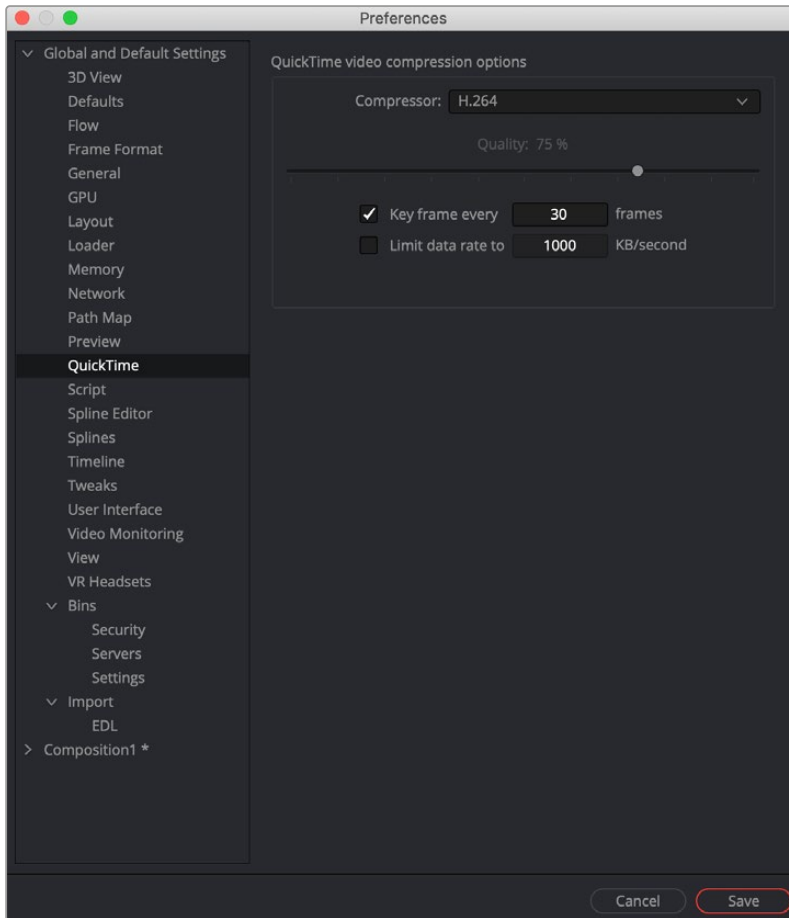 Preferences
Global and Default Settings
3D View
Defaults
Flow
Frame Format
General
GPU
Layout
Loader
Memory
Network
Path Map
Preview
QuickTime
Script
Spline Editor
Splines
Timeline
Tweaks
User Interface
Video Monitoring
View
VR Headsets
Bins
Security
Servers
Settings
Import
EDL
Composition1 *
QuickTime video compression options
Compressor: H.264
Quality: 75 %
Key frame every 30 frames
Limit data rate to 1000 KB/second
Cancel Save